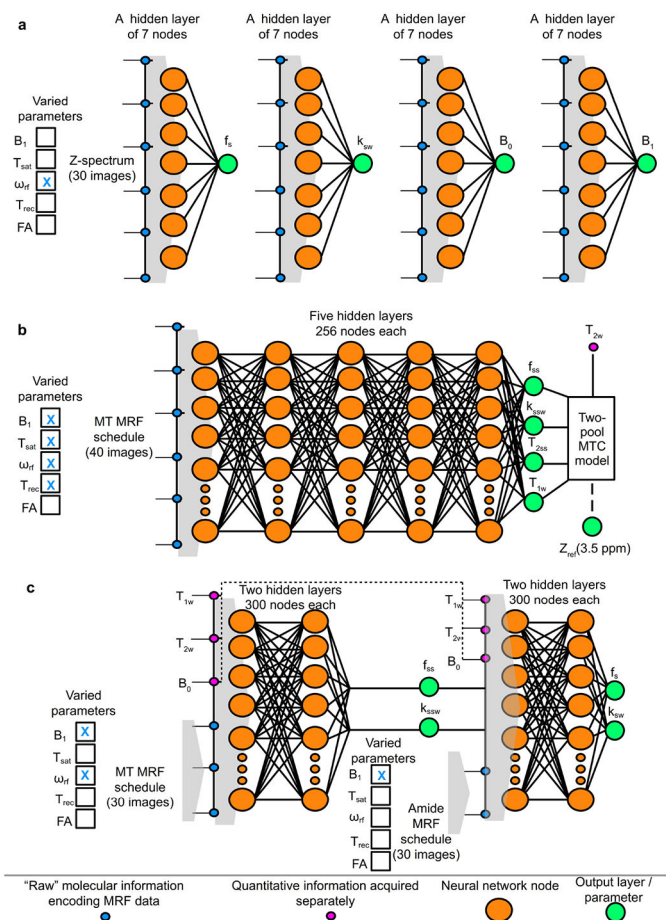 a
A hidden layer
of 7 nodes
A hidden layer
of 7 nodes
A hidden layer
of 7 nodes
A hidden layer
of 7 nodes
Varied
parameters
B1
Tsat
ωrf X
Trec
FA
Z-spectrum
(30 images)
fs
ksw
B0
B1
b
Five hidden layers
256 nodes each
Varied
parameters
B1 X
Tsat X
ωrf X
Trec X
FA
MT MRF
schedule
(40 images)
fss
kssw
T2ss
T1w
T2w
Two-
pool
MTC
model
Zref(3.5 ppm)
c
T1w
T2w
B0
Two hidden layers
300 nodes each
Varied
parameters
B1 X
Tsat
ωrf X
Trec
FA
MT MRF
schedule
(30 images)
fss
kssw
Varied
parameters
B1 X
Tsat
ωrf
Trec
FA
Amide
MRF
schedule
(30 images)
Two hidden layers
300 nodes each
T1w
T2w
B0
fs
ksw
"Raw" molecular information
encoding MRF data
Quantitative information acquired
separately
Neural network node
Output layer /
parameter